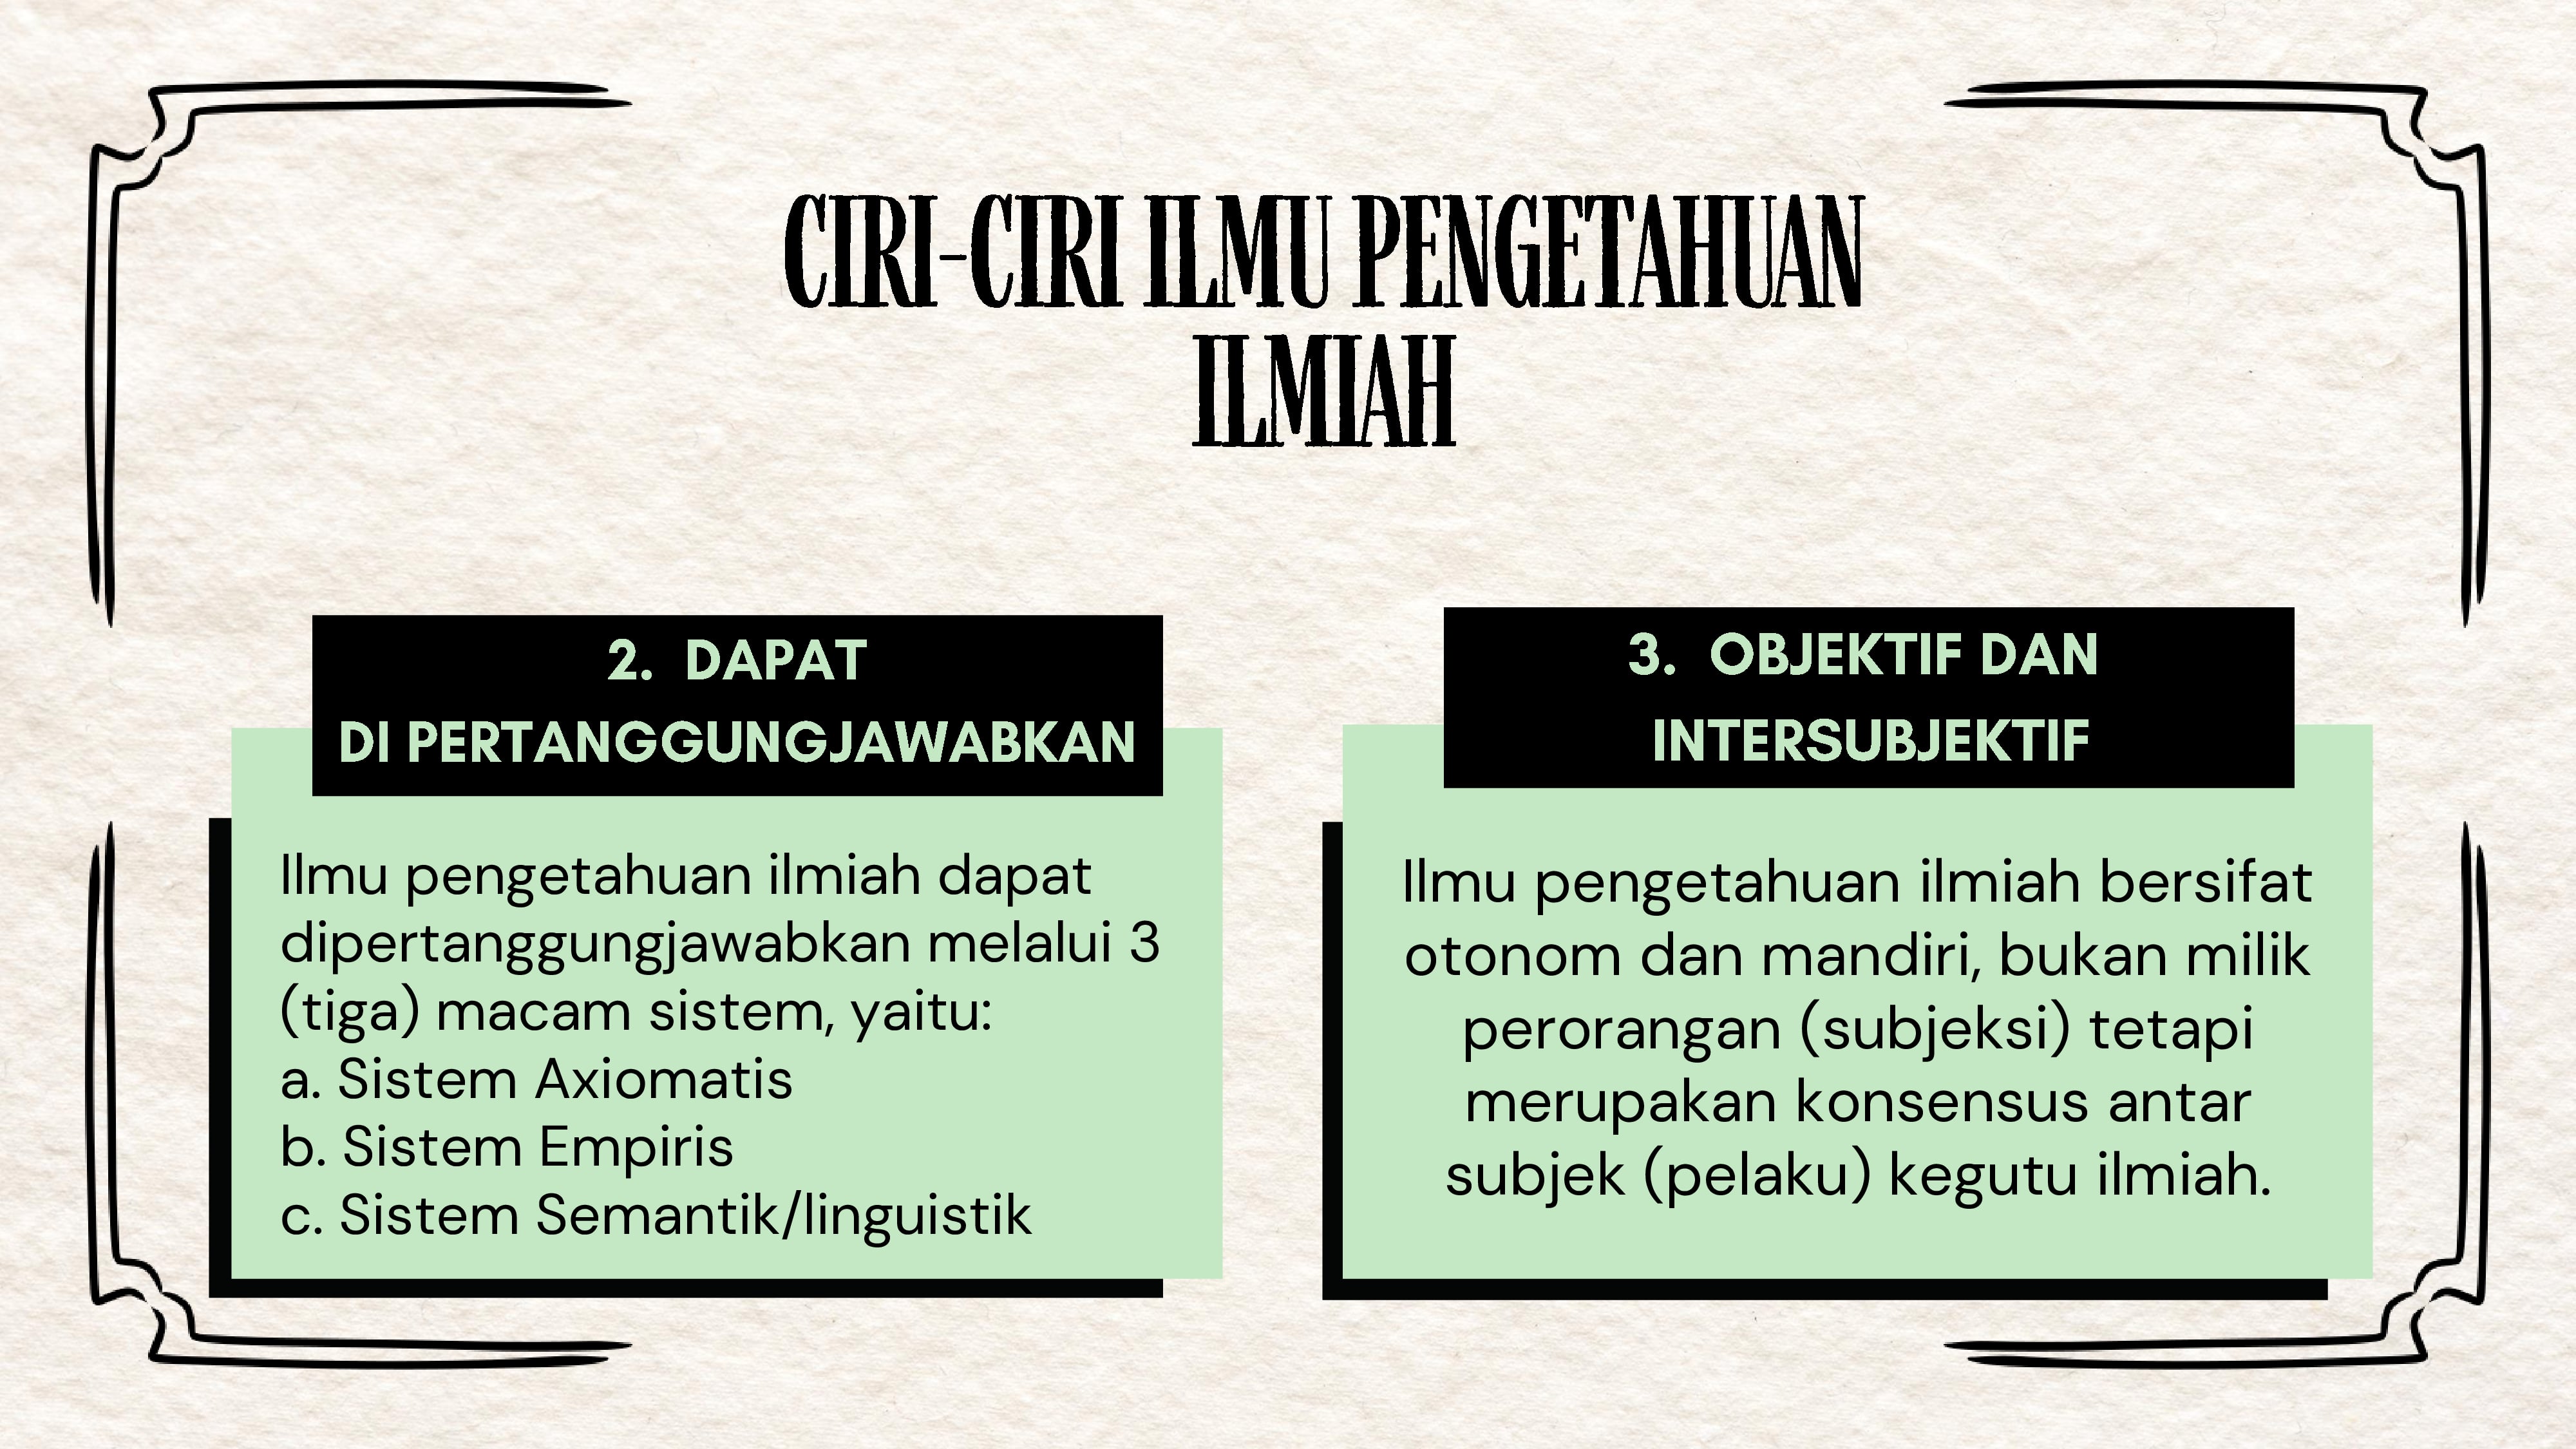 CIRI-CIRI ILMU PENGETAHUAN
ILMIAH
2. DAPAT
DI PERTANGGUNGJAWABKAN
Ilmu pengetahuan ilmiah dapat
dipertanggungjawabkan melalui 3
(tiga) macam sistem, yaitu:
a. Sistem Axiomatis
b. Sistem Empiris
c. Sistem Semantik/linguistik
3. OBJEKTIF DAN
INTERSUBJEKTIF
Ilmu pengetahuan ilmiah bersifat
otonom dan mandiri, bukan milik
perorangan (subjeksi) tetapi
merupakan konsensus antar
subjek (pelaku) kegutu ilmiah.